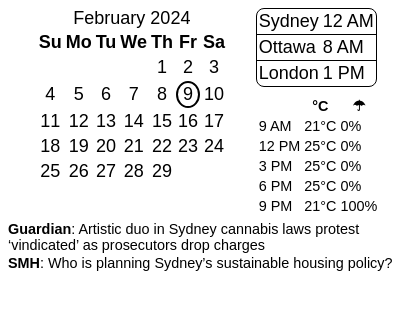 February 2024
Su Mo Tu We Th Fr Sa
1 2 3
4 5 6 7 8 9 10
11 12 13 14 15 16 17
18 19 20 21 22 23 24
25 26 27 28 29
Sydney 12 AM
Ottawa 8 AM
London 1 PM
°C ☂
9 AM 21°C 0%
12 PM 25°C 0%
3 PM 25°C 0%
6 PM 25°C 0%
9 PM 21°C 100%
Guardian: Artistic duo in Sydney cannabis laws protest
‘vindicated’ as prosecutors drop charges
SMH: Who is planning Sydney’s sustainable housing policy?